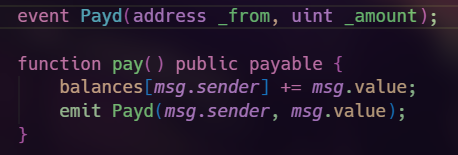 event Payd(address _from, uint _amount);
function pay() public payable {
balances[msg.sender] += msg.value;
emit Payd(msg.sender, msg.value);
}